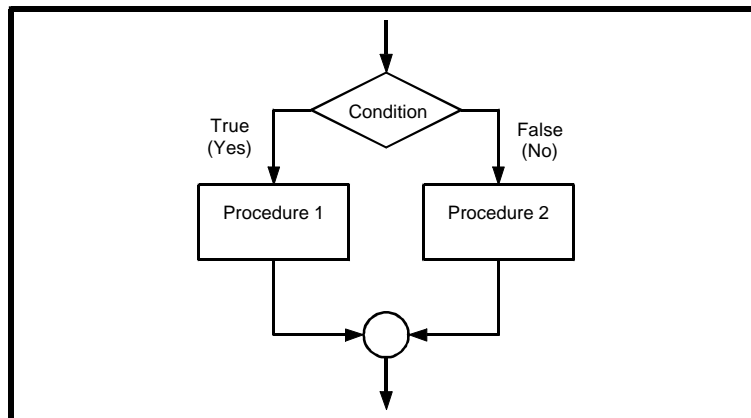 Condition
True
(Yes)
False
(No)
Procedure 1
Procedure 2